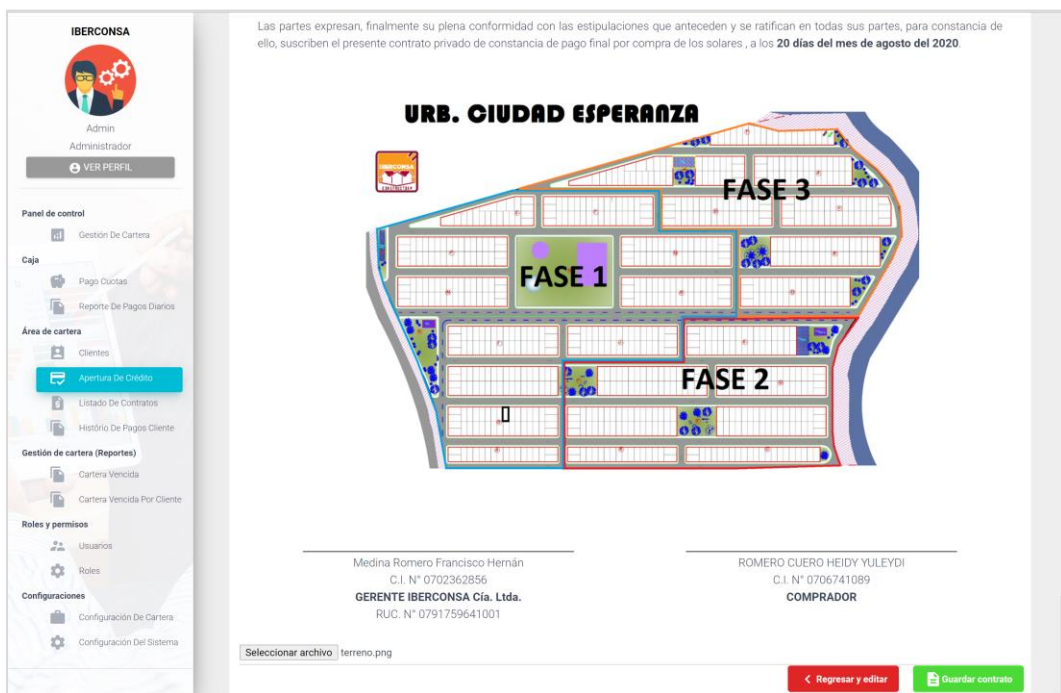 IBERCONSA
Admin
Administrador
VER PERFIL
Panel de control
Gestión De Cartera
Caja
Pago Cuotas
Reporte De Pagos Diarios
Área de cartera
Clientes
Apertura De Crédito
Listado De Contratos
Histório De Pagos Cliente
Gestión de cartera (Reportes)
Cartera Vencida
Cartera Vencida Por Cliente
Roles y permisos
Usuarios
Roles
Configuraciones
Configuración De Cartera
Configuración Del Sistema
Las partes expresan, finalmente su plena conformidad con las estipulaciones que anteceden y se ratifican en todas sus partes, para constancia de
ello, suscriben el presente contrato privado de constancia de pago final por compra de los solares , a los 20 días del mes de agosto del 2020.
URB. CIUDAD ESPERANZA
IBERCONSA
FASE 3
FASE 1
FASE 2
Medina Romero Francisco Hernán
C.I. N° 0702362856
GERENTE IBERCONSA Cía. Ltda.
RUC. N° 0791759641001
ROMERO CUERO HEIDY YULEYDI
C.I. N° 0706741089
COMPRADOR
Seleccionar archivo terreno.png
Regresar y editar
Guardar contrato